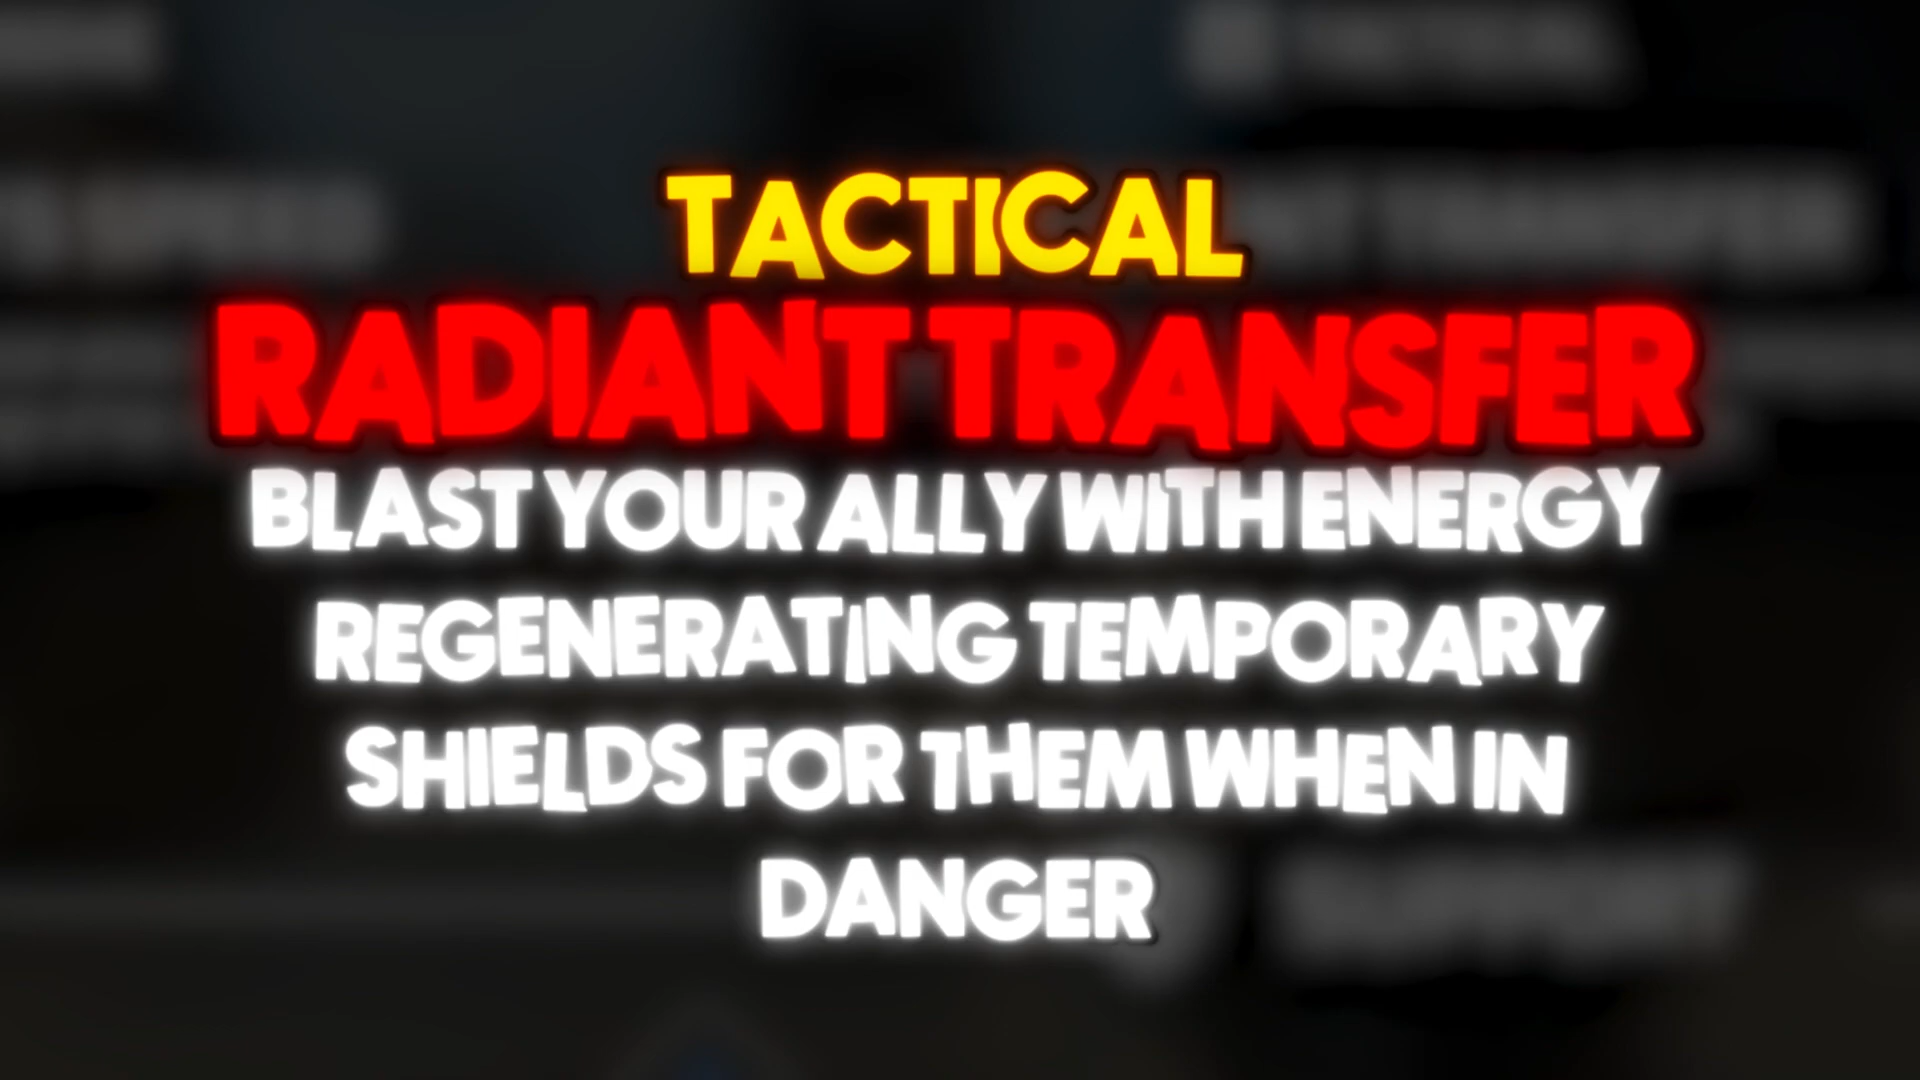 TACTICAL
RADIANT TRANSFER
BLAST YOUR ALLY WITH ENERGY
REGENERATING TEMPORARY
SHIELDS FOR THEM WHEN IN
DANGER